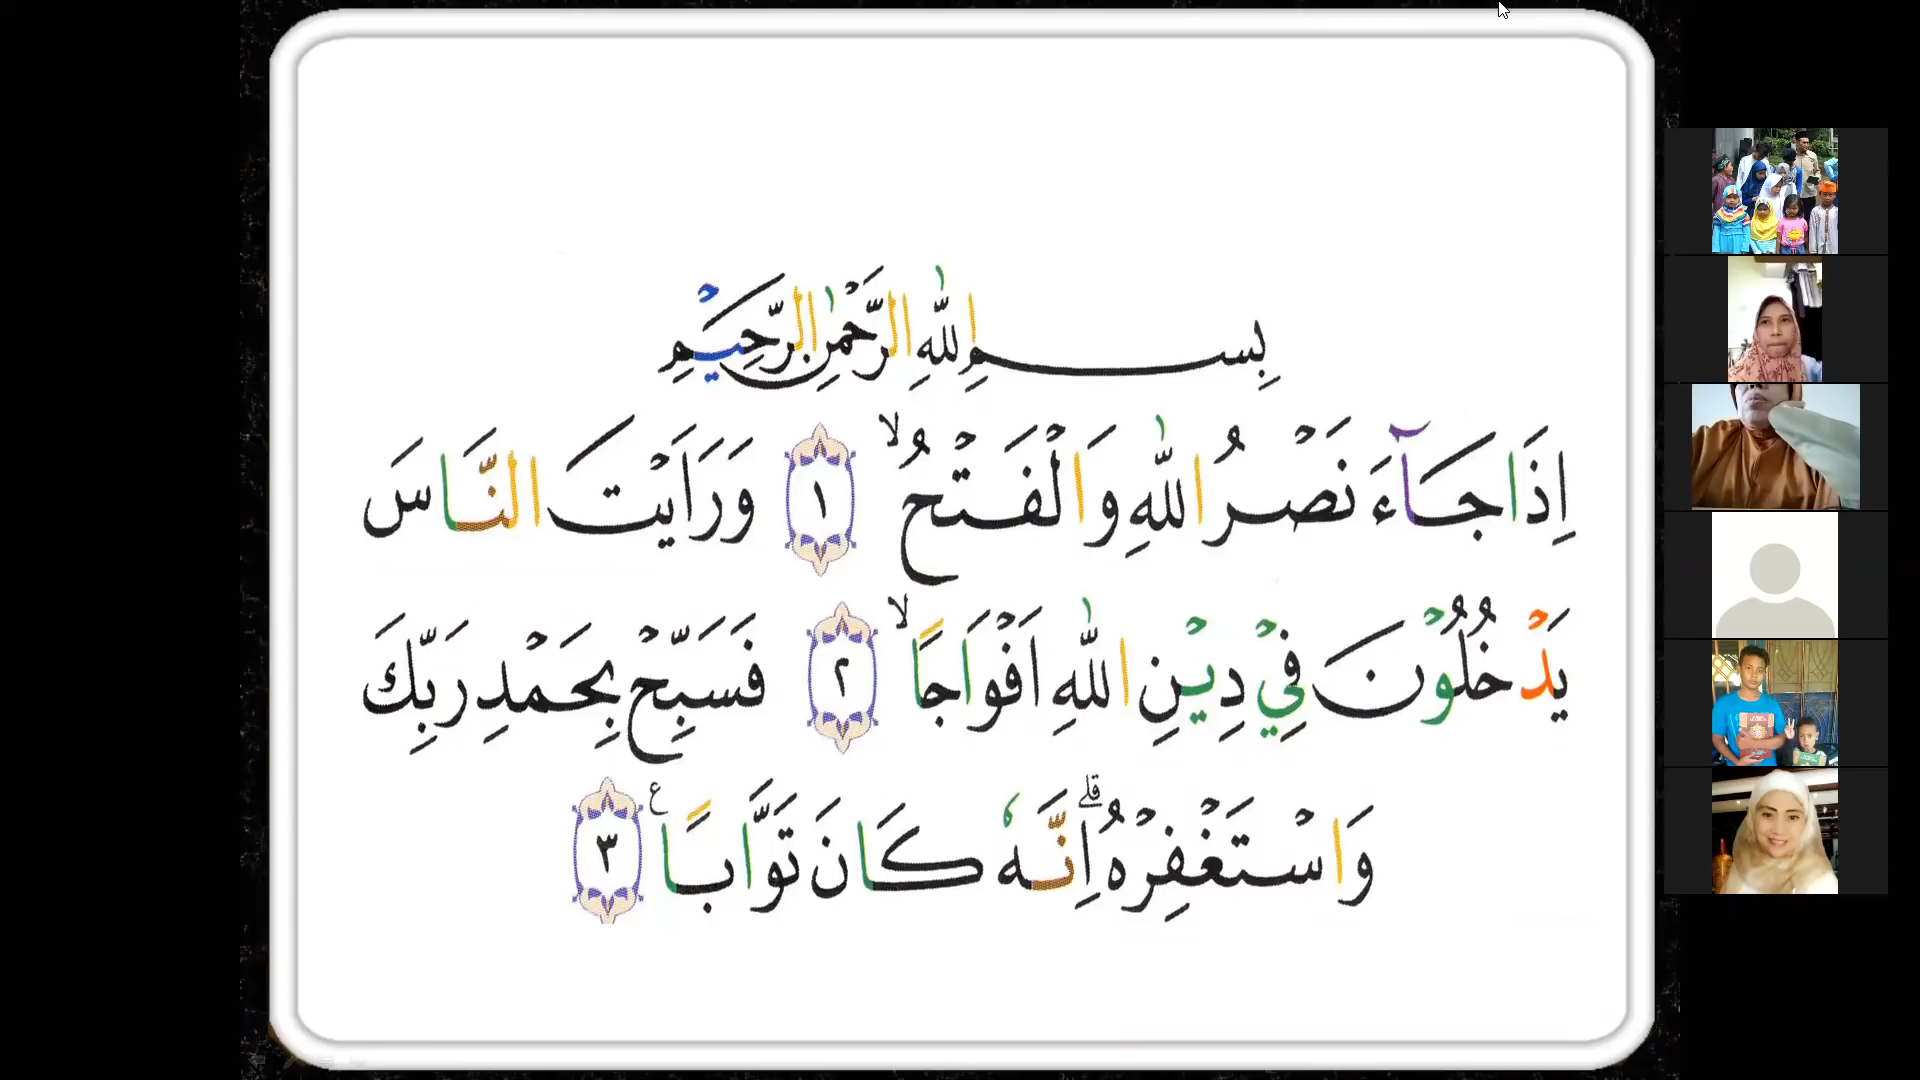 بِسْمِ اللّٰهِ الرَّحْمٰنِ الرَّحِيْمِ
اِذَا جَآءَ نَصْرُ اللّٰهِ وَالْفَتْحُۙ ١ وَرَاَيْتَ النَّاسَ
يَدْخُلُوْنَ فِيْ دِيْنِ اللّٰهِ اَفْوَاجًاۙ ٢ فَسَبِّحْ بِحَمْدِ رَبِّكَ
وَاسْتَغْفِرْهُۗ اِنَّهٗ كَانَ تَوَّابًا ࣖ ٣